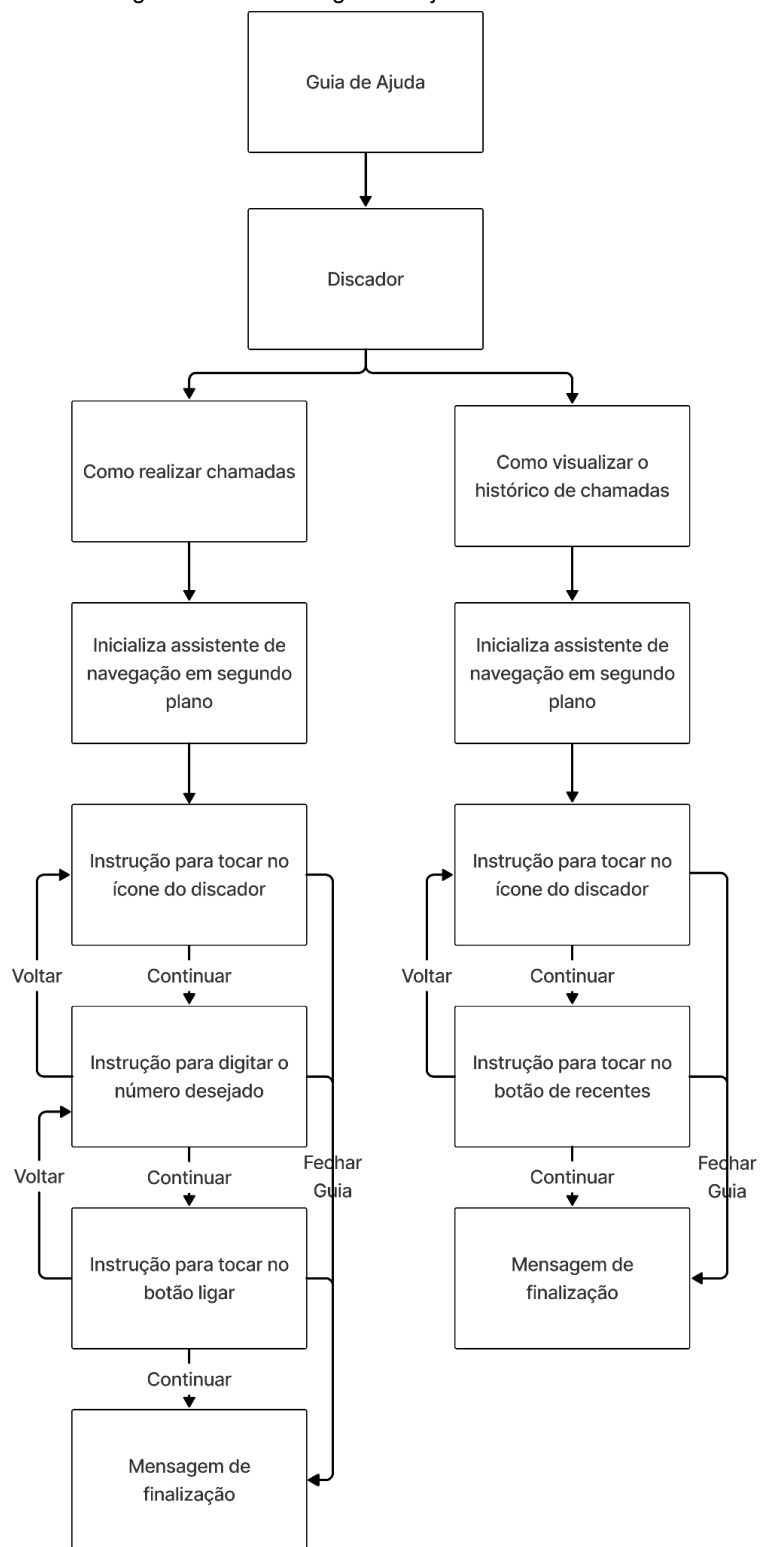 Guia de Ajuda
Discador
Como realizar chamadas
Como visualizar o
histórico de chamadas
Inicializa assistente de
navegação em segundo
plano
Inicializa assistente de
navegação em segundo
plano
Instrução para tocar no
ícone do discador
Instrução para tocar no
ícone do discador
Voltar
Continuar
Voltar
Continuar
Instrução para digitar o
número desejado
Instrução para tocar no
botão de recentes
Voltar
Continuar
Fechar
Guia
Continuar
Fechar
Guia
Instrução para tocar no
botão ligar
Mensagem de
finalização
Continuar
Mensagem de
finalização